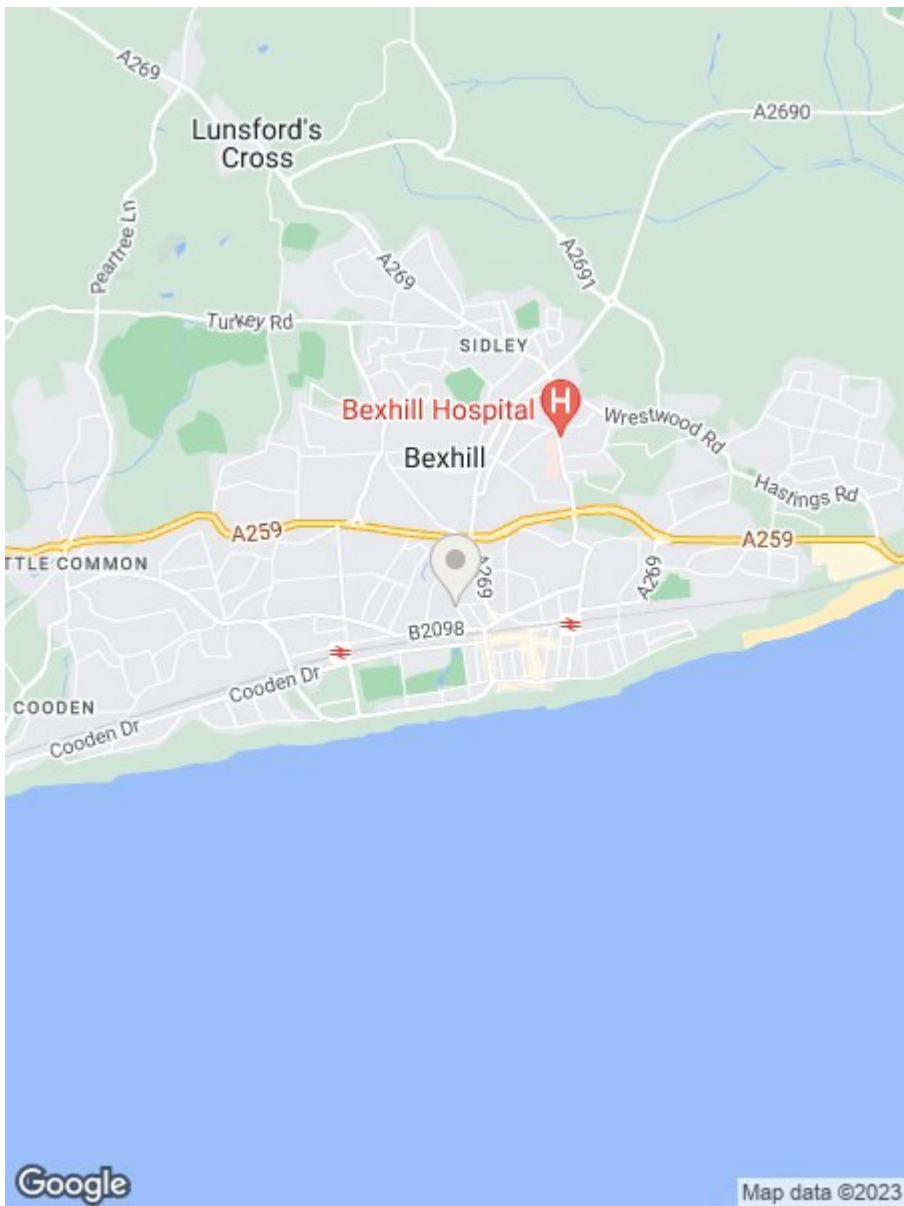 A269
A2690
Lunsford's
Cross
Peartree Ln
A2691
A269
Turkey Rd
SIDLEY
Bexhill Hospital
H
Wrestwood Rd
Bexhill
Hastings Rd
A259
A259
TTLE COMMON
A269
A269
B2098
Cooden Dr
COODEN
Cooden Dr
Google
Map data ©2023